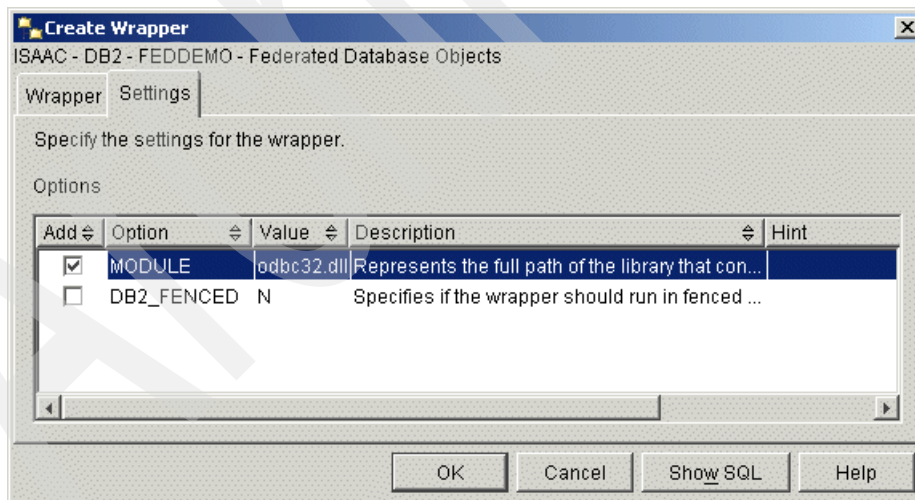 Create Wrapper
ISAAC - DB2 - FEDDEMO - Federated Database Objects
Wrapper Settings
Specify the settings for the wrapper.
Options
Add Option Value Description Hint
MODULE odbc32.dll Represents the full path of the library that con...
DB2_FENCED N Specifies if the wrapper should run in fenced ...
OK Cancel Show SQL Help